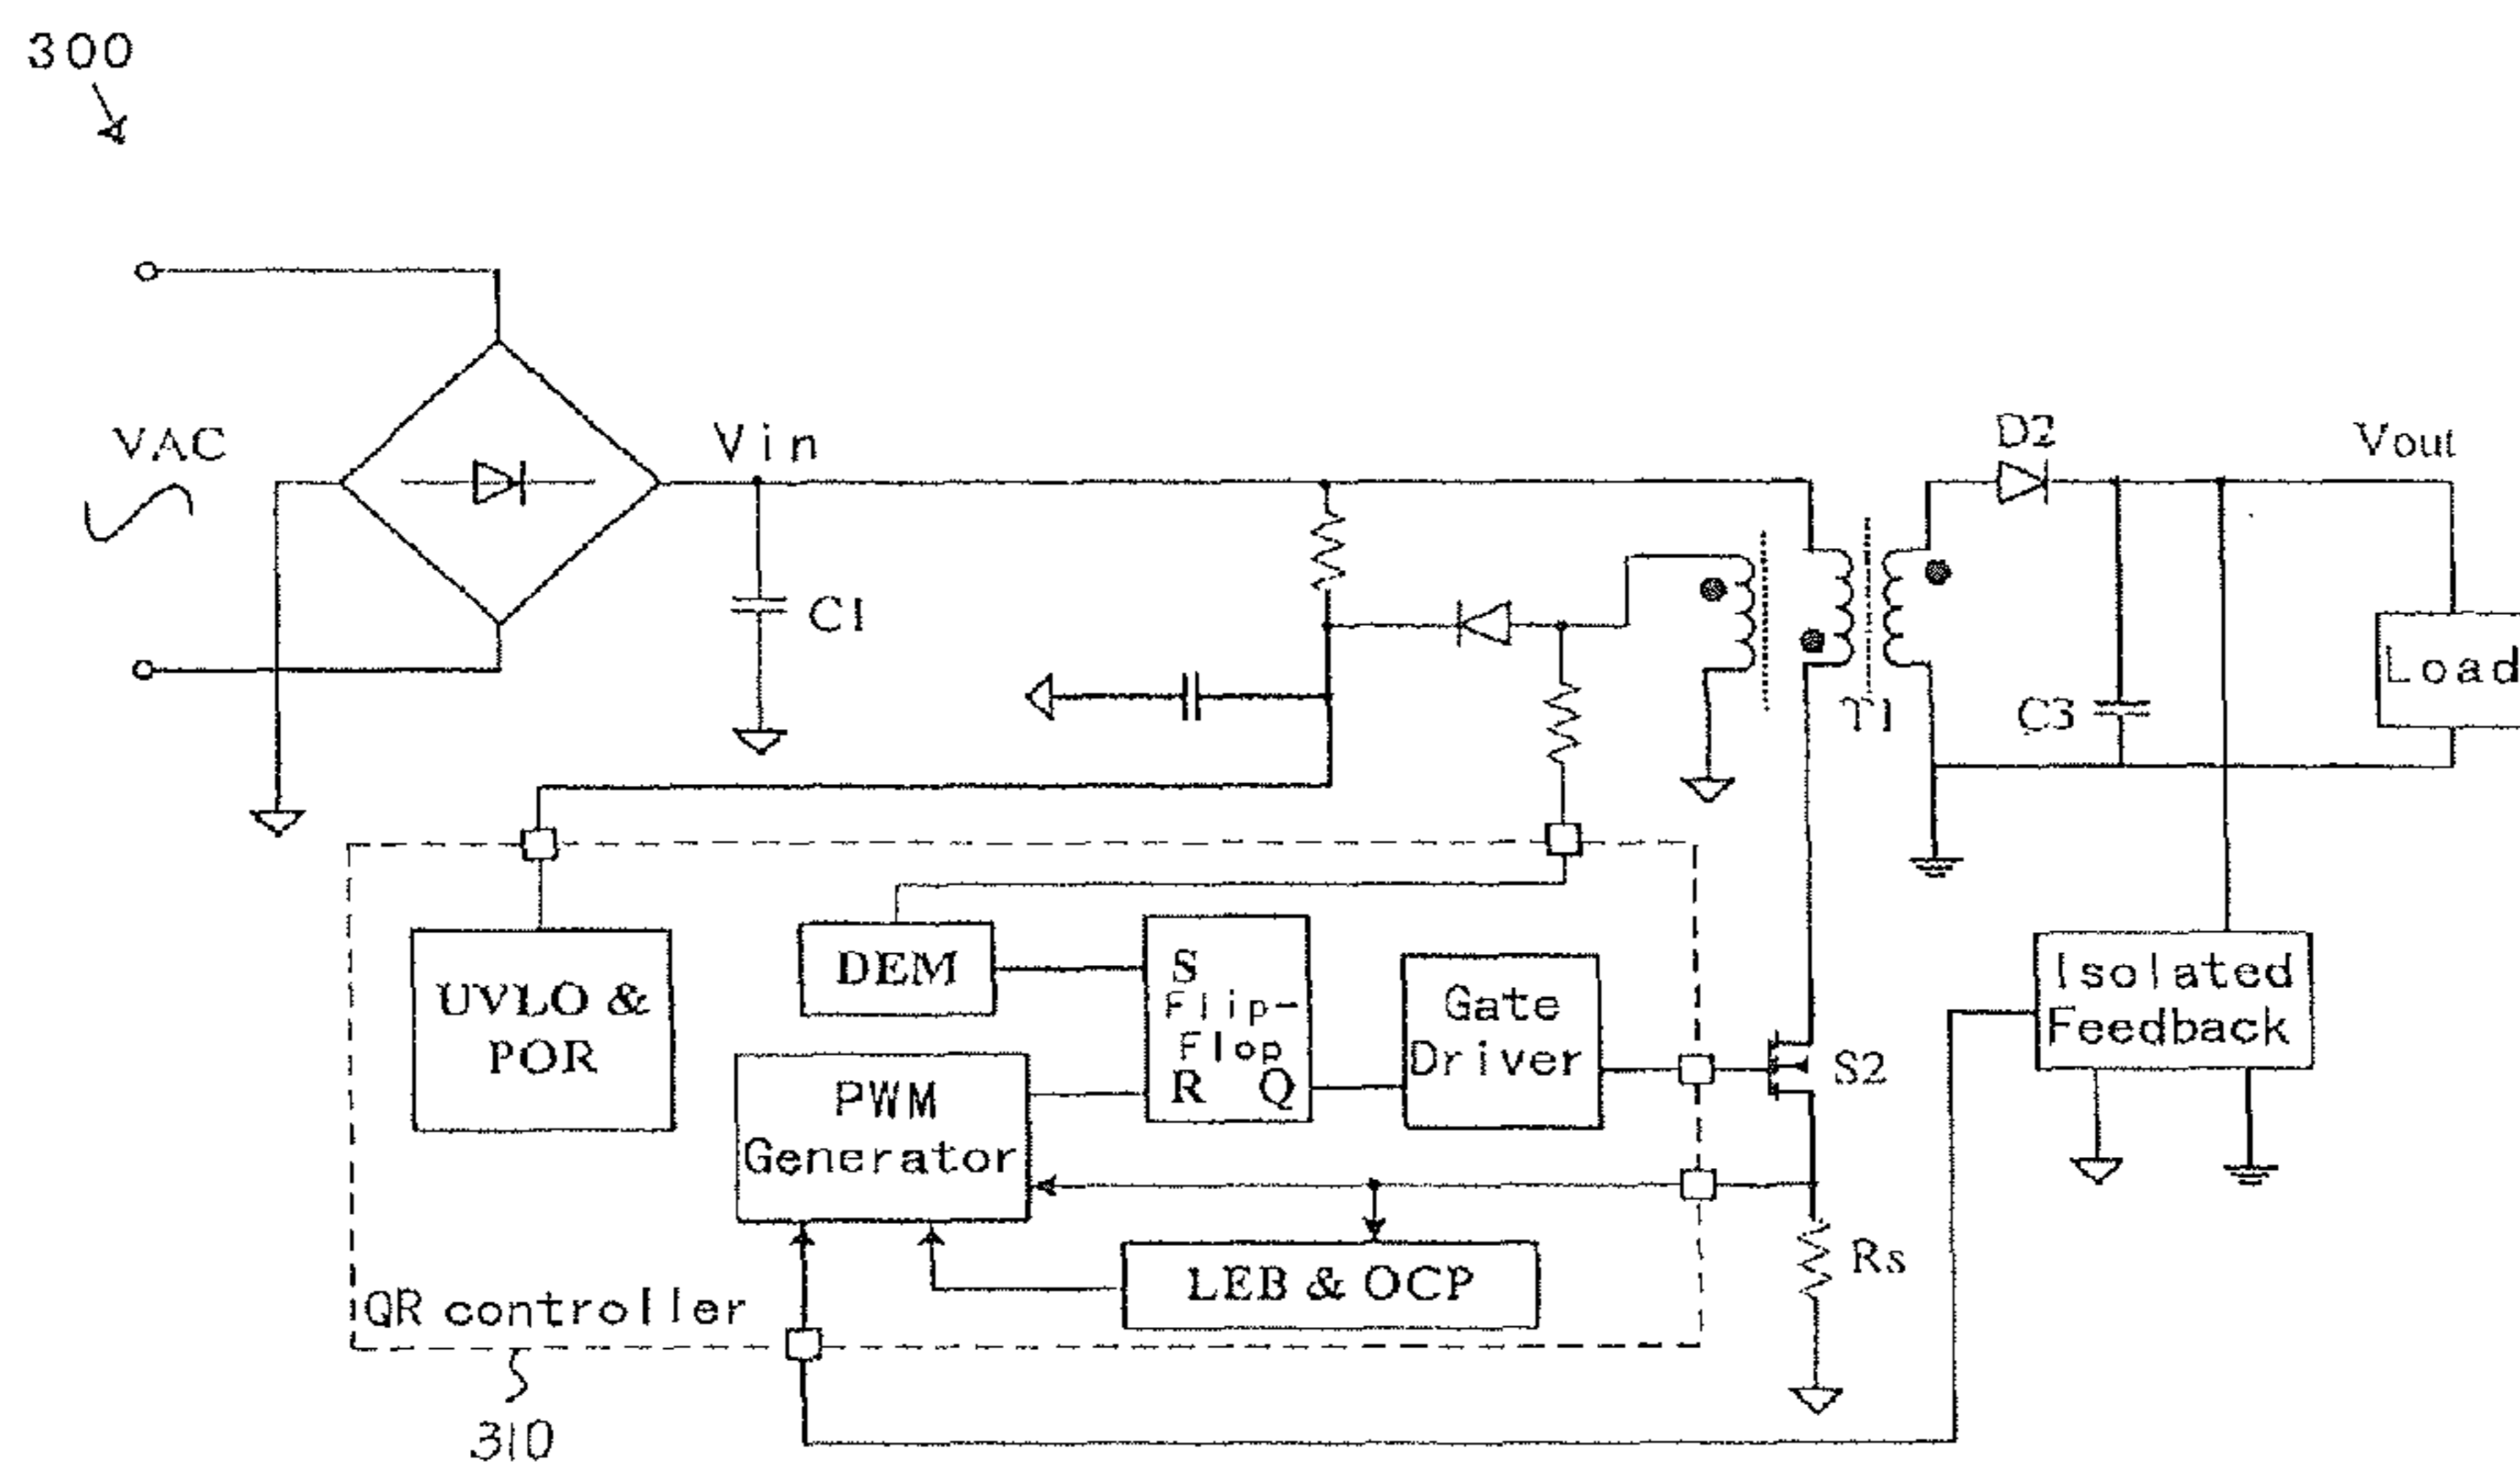 300
VAC
Vin
C1
D2
Vout
T1
C3
Load
UVLO &
POR
DEM
S
Flip-
Flop
R Q
Gate
Driver
PWM
Generator
LEB & OCP
S2
Rs
Isolated
Feedback
QR controller
310